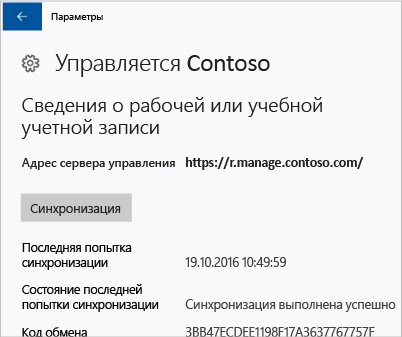 Параметры
Управляется Contoso
Сведения о рабочей или учебной
учетной записи
Адрес сервера управления https://r.manage.contoso.com/
Синхронизация
Последняя попытка
синхронизации 19.10.2016 10:49:59
Состояние последней
попытки синхронизации Синхронизация выполнена успешно
Код обмена 3BB47ECDEE1198F17A3637767757F